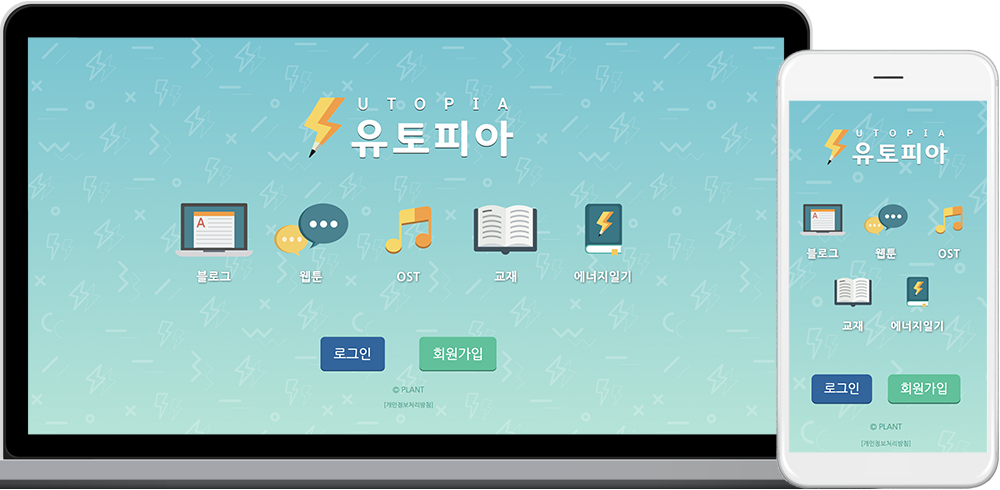 UTOPIA
유토피아
A
블로그
웹툰
OST
교재
에너지일기
로그인
회원가입
© PLANT
[개인정보처리방침]
UTOPIA
유토피아
A
블로그
웹툰
OST
교재
에너지일기
로그인
회원가입
© PLANT
[개인정보처리방침]